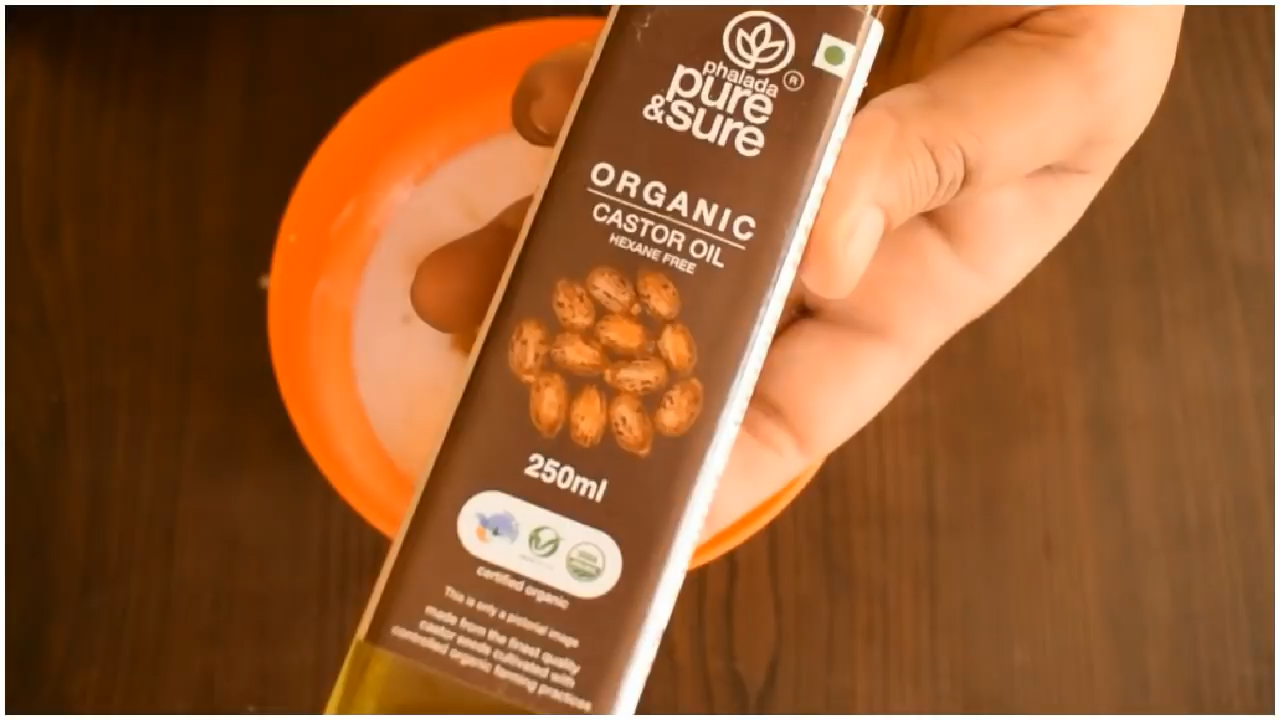 phalada
pure
&sure
®
ORGANIC
CASTOR OIL
HEXANE FREE
250ml
certified organic
This is only a pictorial image
made from the finest quality
castor seeds cultivated with
controlled organic farming practices